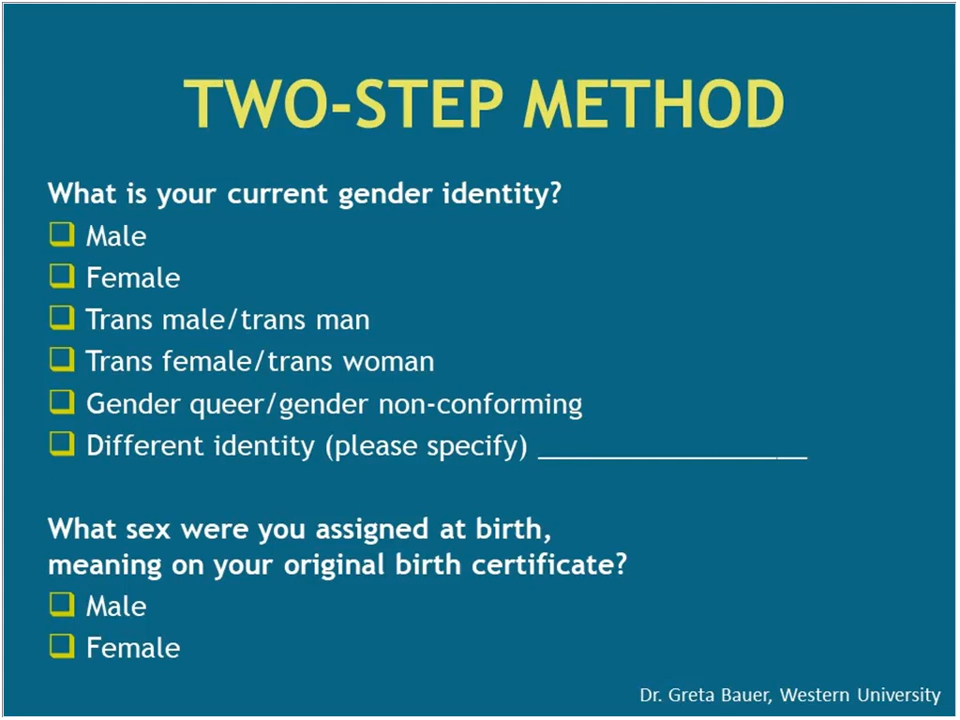 TWO-STEP METHOD
What is your current gender identity?
❑ Male
❑ Female
❑ Trans male/trans man
❑ Trans female/trans woman
❑ Gender queer/gender non-conforming
❑ Different identity (please specify) ___________________
What sex were you assigned at birth,
meaning on your original birth certificate?
❑ Male
❑ Female
Dr. Greta Bauer, Western University